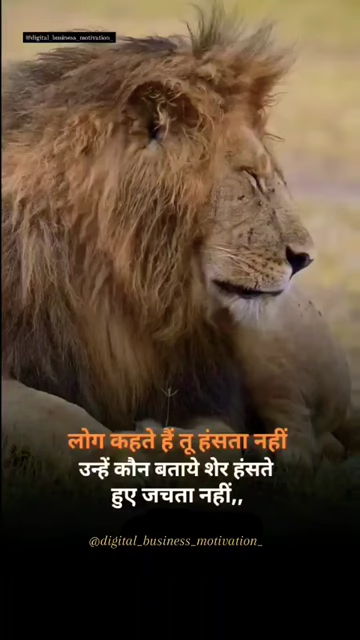 @digital_business_motivation_
लोग कहते हैं तू हंसता नहीं
उन्हें कौन बताये शेर हंसते
हुए जचता नहीं,,
@digital_business_motivation_